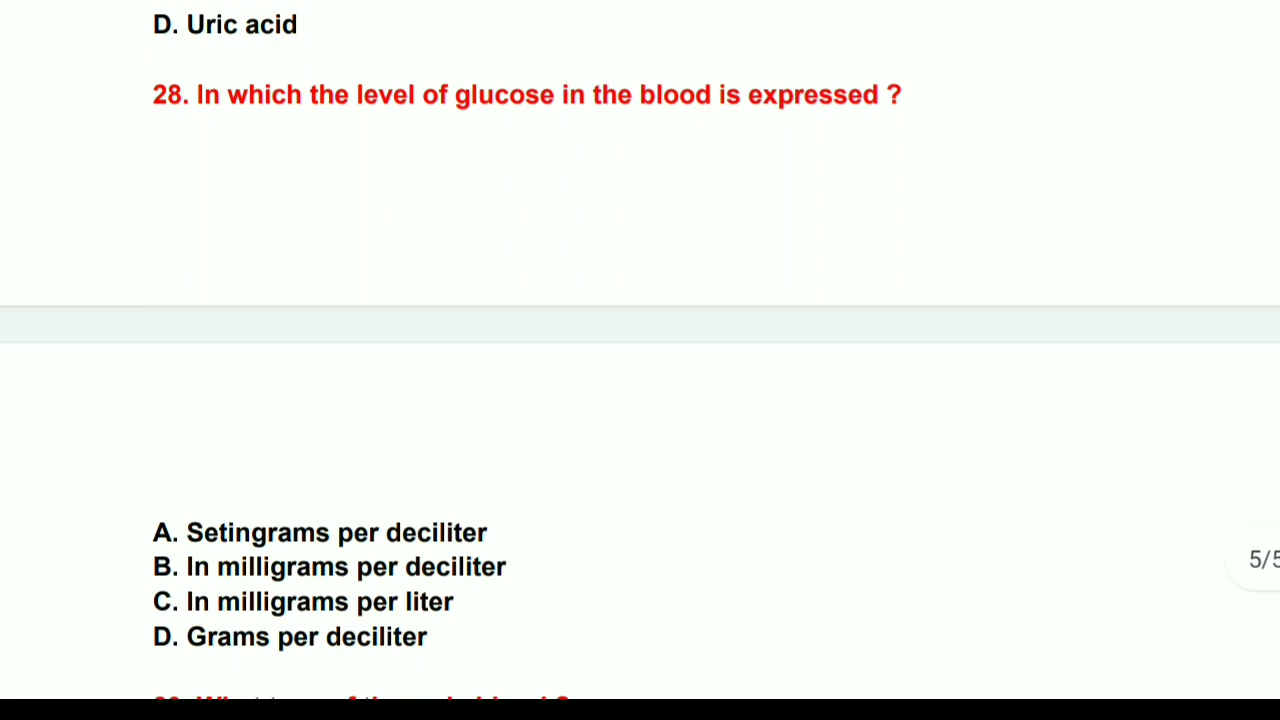 D. Uric acid
28. In which the level of glucose in the blood is expressed ?
A. Setingrams per deciliter
B. In milligrams per deciliter
5/5
C. In milligrams per liter
D. Grams per deciliter